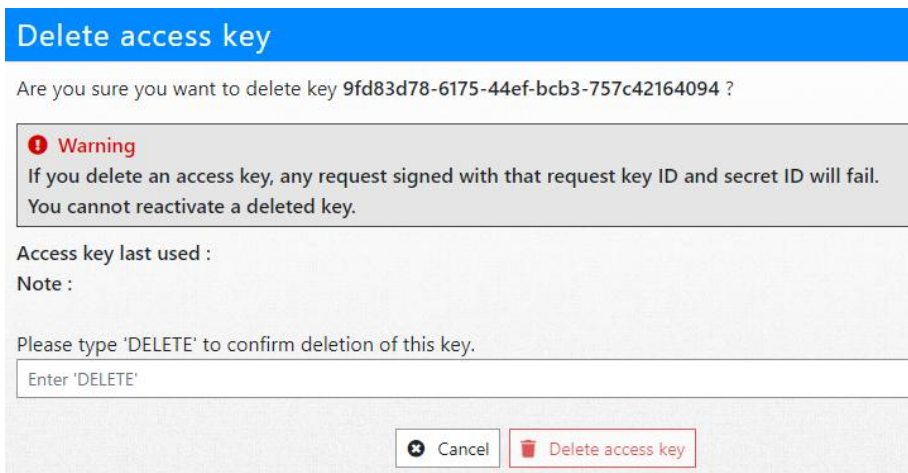 Delete access key
Are you sure you want to delete key 9fd83d78-6175-44ef-bcb3-757c42164094 ?
Warning
If you delete an access key, any request signed with that request key ID and secret ID will fail.
You cannot reactivate a deleted key.
Access key last used :
Note :
Please type 'DELETE' to confirm deletion of this key.
Enter 'DELETE'
Cancel Delete access key